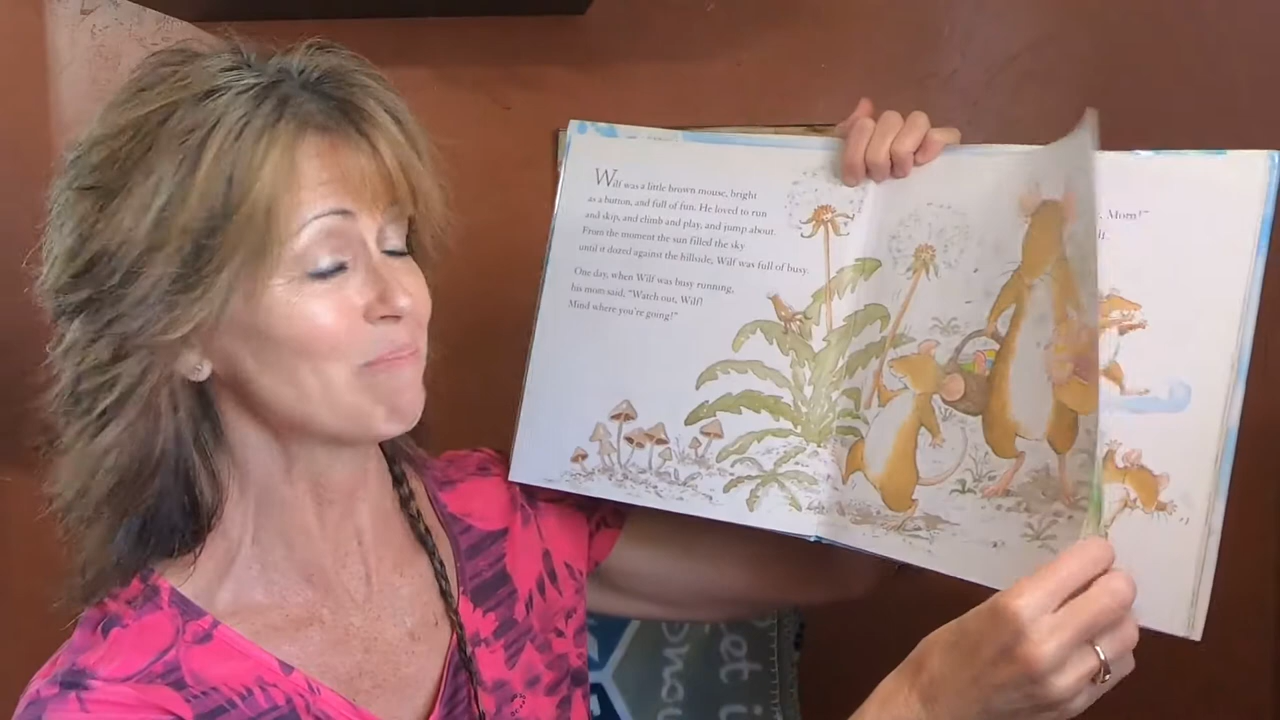 Wilf was a little brown mouse, bright
as a button, and full of fun. He loved to run
and skip, and climb and play, and jump about.
From the moment the sun filled the sky
until it dozed against the hillside, Wilf was full of busy.
One day, when Wilf was busy running,
his mom said, "Watch out, Wilf!
Mind where you're going!"
Mom!"